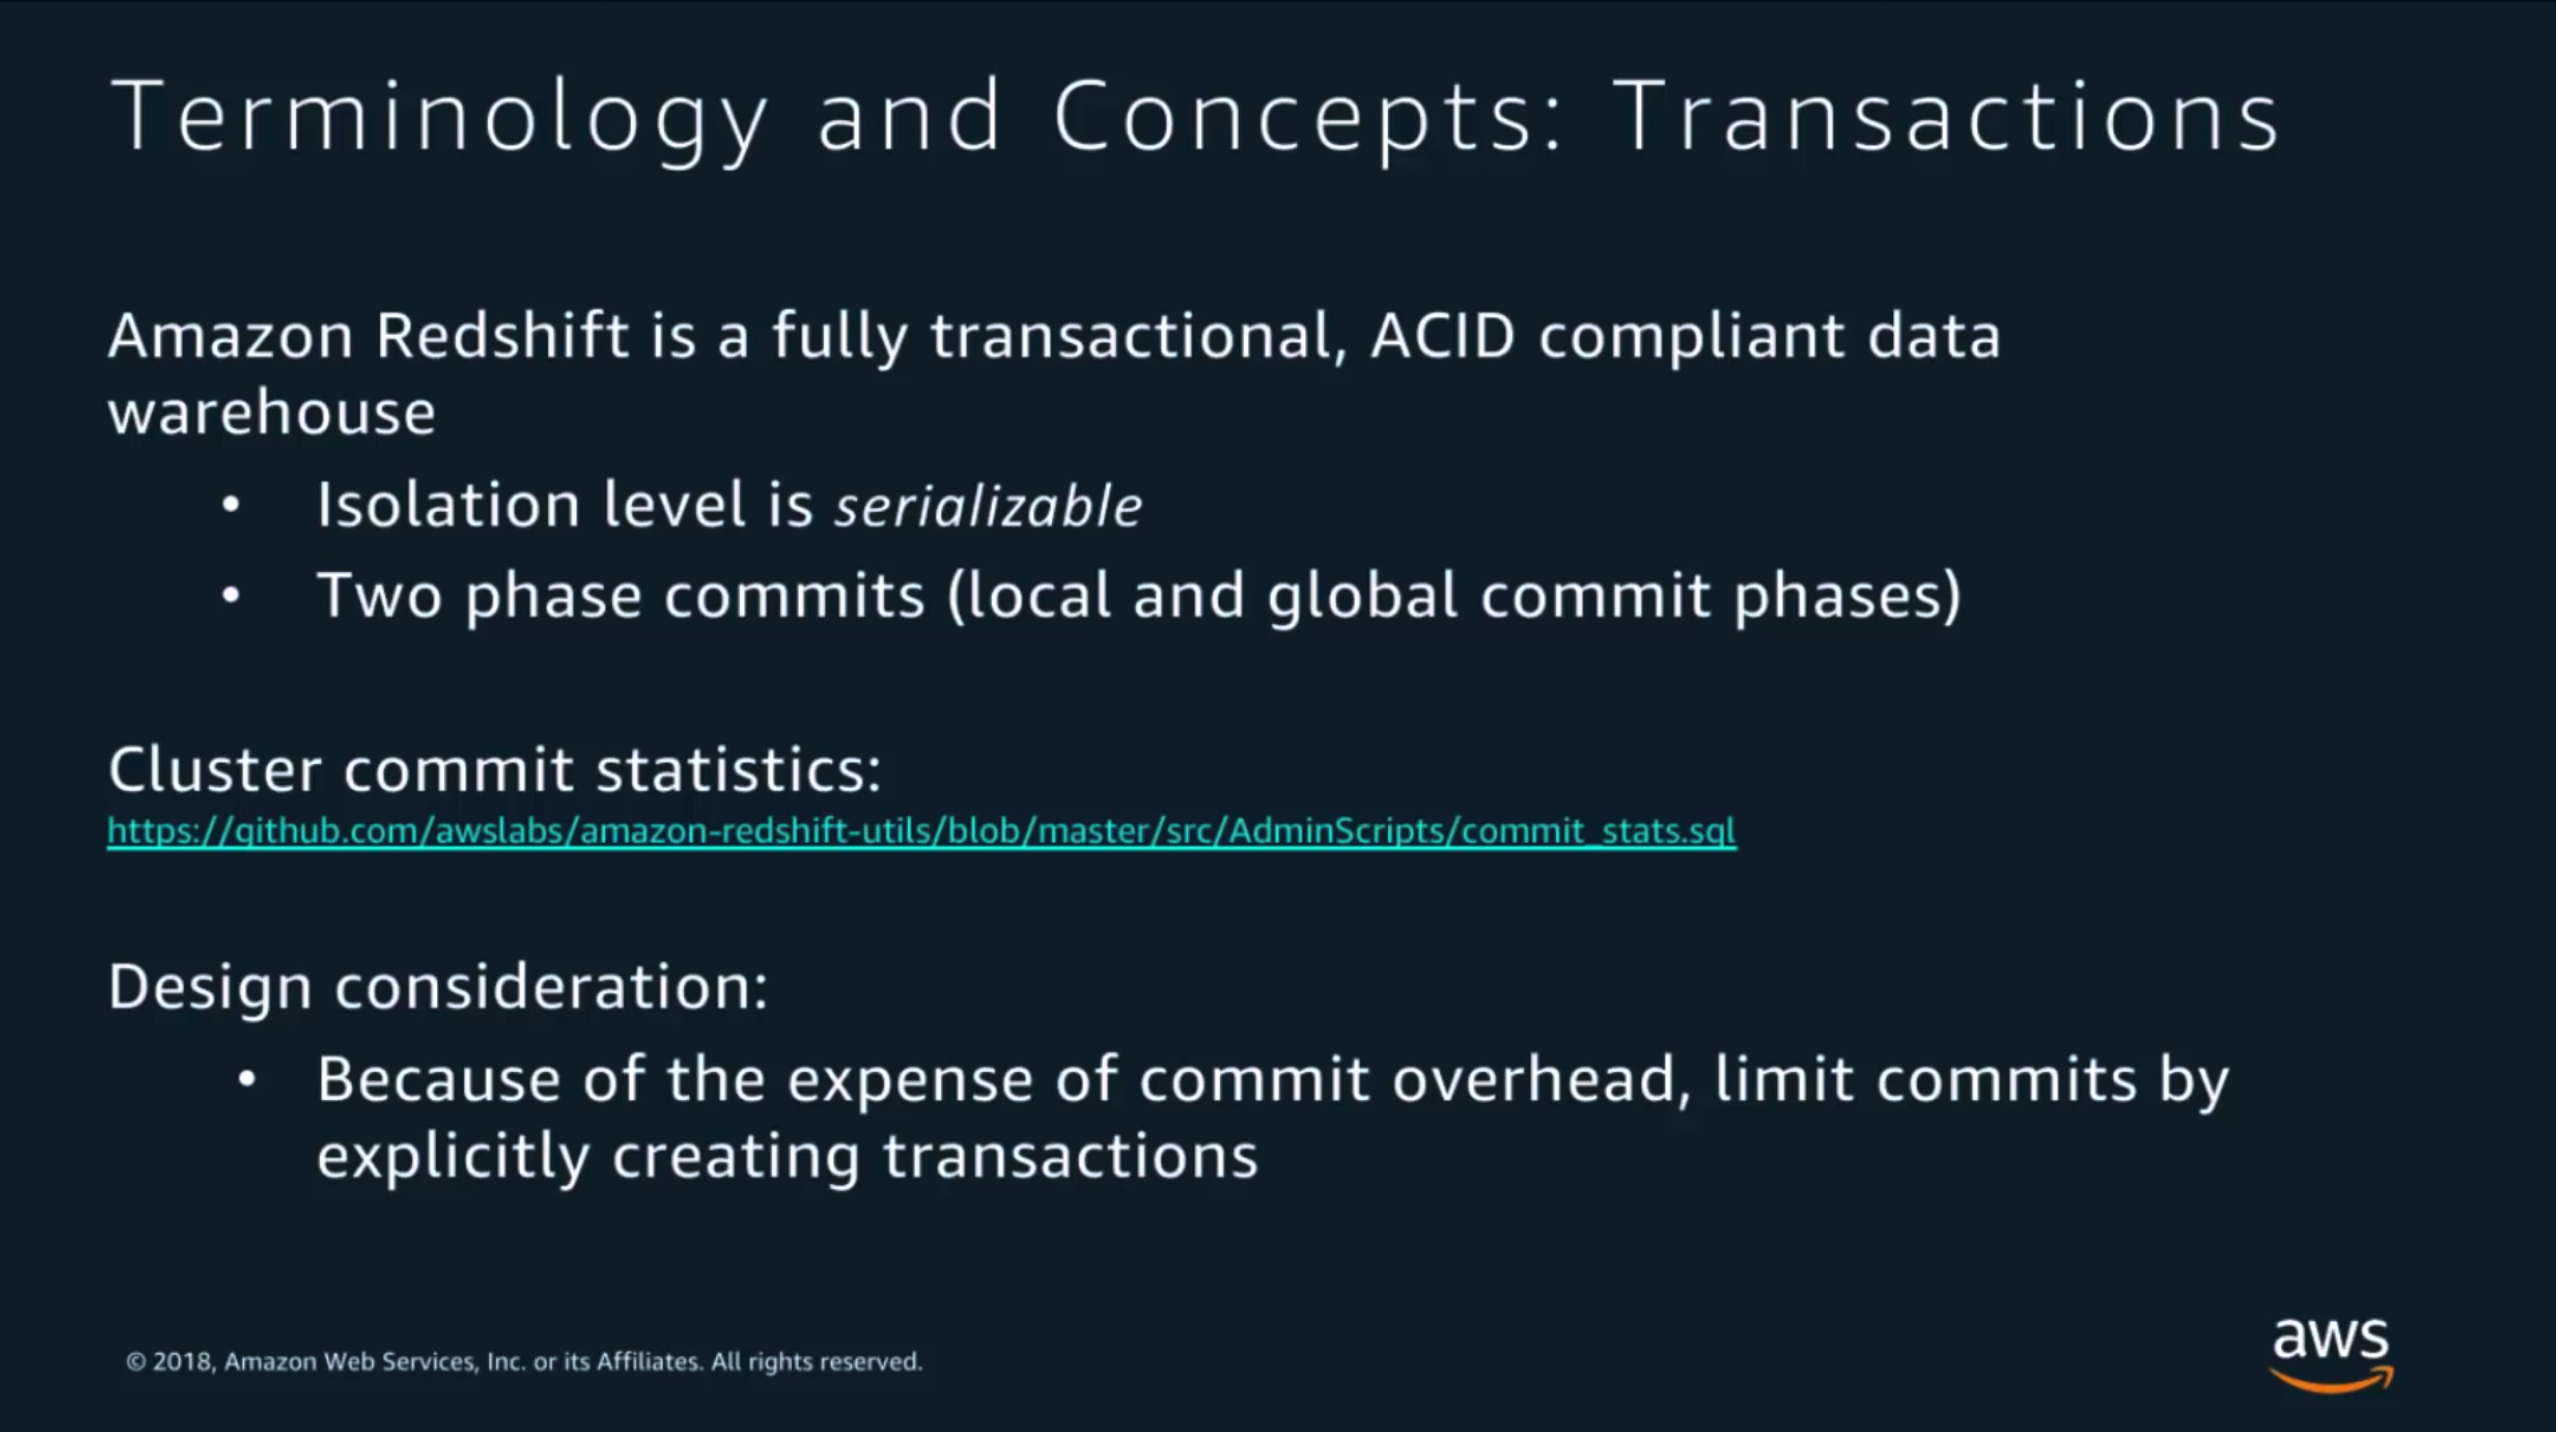 Terminology and Concepts: Transactions
Amazon Redshift is a fully transactional, ACID compliant data
warehouse
• Isolation level is serializable
• Two phase commits (local and global commit phases)
Cluster commit statistics:
https://github.com/awslabs/amazon-redshift-utils/blob/master/src/AdminScripts/commit_stats.sql
Design consideration:
• Because of the expense of commit overhead, limit commits by
explicitly creating transactions
© 2018, Amazon Web Services, Inc. or its Affiliates. All rights reserved.
aws